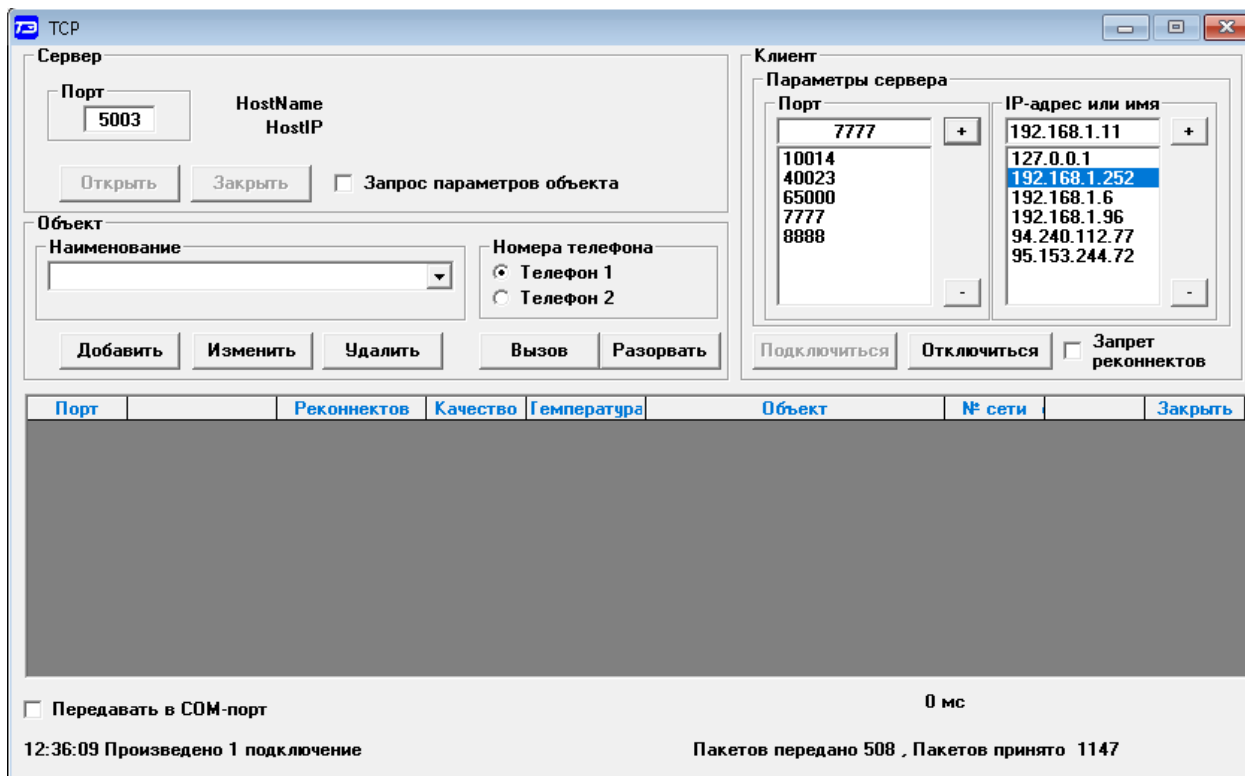 ТЭ TCP
Сервер
Порт
5003
HostName
HostIP
Открыть Закрыть Запрос параметров объекта
Объект
Наименование
Номера телефона
Телефон 1
Телефон 2
Добавить Изменить Удалить Вызов Разорвать
Клиент
Параметры сервера
Порт
7777 +
10014
40023
65000
7777
8888
-
IP-адрес или имя
192.168.1.11 +
127.0.0.1
192.168.1.252
192.168.1.6
192.168.1.96
94.240.112.77
95.153.244.72
-
Подключиться Отключиться Запрет
реконнектов
Порт Реконнектов Качество Температура Объект № сети Закрыть
Передавать в COM-порт
0 мс
12:36:09 Произведено 1 подключение Пакетов передано 508 , Пакетов принято 1147